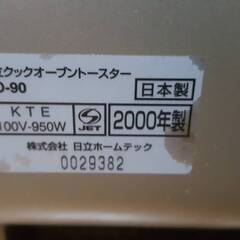 クックオーブントースター
O-90
日本製
KTE
100V-950W
JET
2000年製
株式会社 日立ホームテック
0029382